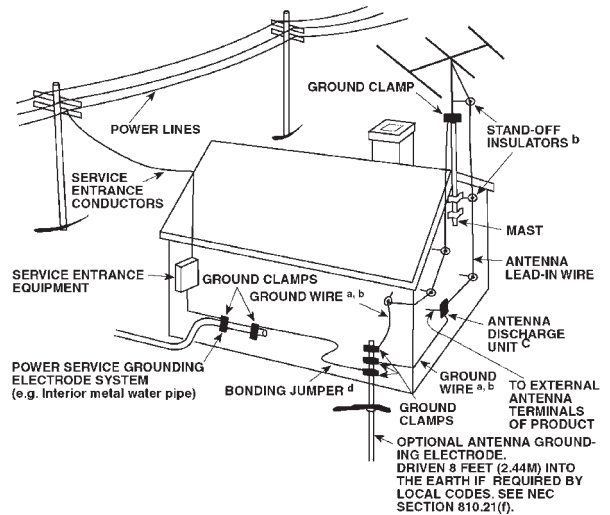 GROUND CLAMP
POWER LINES
STAND-OFF
INSULATORS b
SERVICE
ENTRANCE
CONDUCTORS
MAST
ANTENNA
LEAD-IN WIRE
SERVICE ENTRANCE
EQUIPMENT
GROUND CLAMPS
GROUND WIRE a, b
ANTENNA
DISCHARGE
UNIT C
POWER SERVICE GROUNDING
ELECTRODE SYSTEM
(e.g. Interior metal water pipe)
BONDING JUMPER d
GROUND
WIRE a, b
GROUND
CLAMPS
TO EXTERNAL
ANTENNA
TERMINALS
OF PRODUCT
OPTIONAL ANTENNA GROUND-
ING ELECTRODE.
DRIVEN 8 FEET (2.44M) INTO
THE EARTH IF REQUIRED BY
LOCAL CODES. SEE NEC
SECTION 810.21(f).